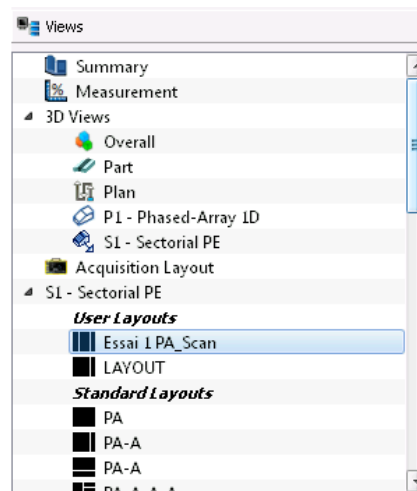 Views
Summary
Measurement
3D Views
Overall
Part
Plan
P1 - Phased-Array 1D
S1 - Sectorial PE
Acquisition Layout
S1 - Sectorial PE
User Layouts
Essai 1 PA_Scan
LAYOUT
Standard Layouts
PA
PA-A
PA-A
PA-A-A-A